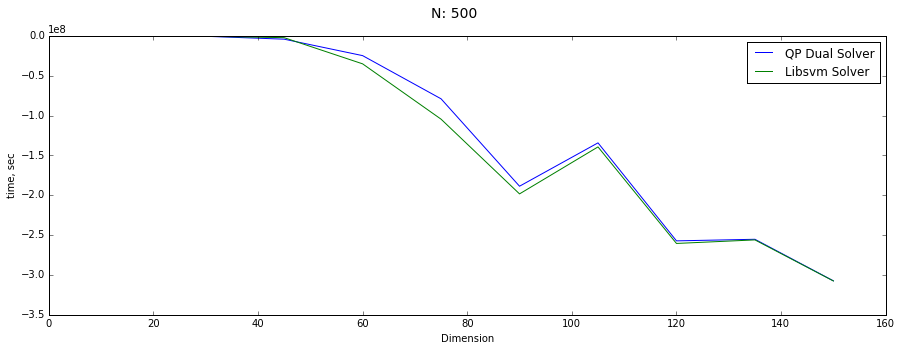 N: 500
1e8
0.0
−0.5
−1.0
−1.5
−2.0
−2.5
−3.0
−3.5
time, sec
QP Dual Solver
Libsvm Solver
0 20 40 60 80 100 120 140 160
Dimension